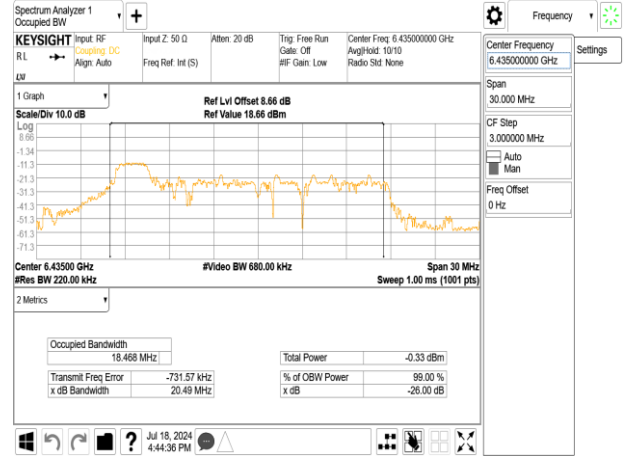 Spectrum Analyzer 1
Occupied BW
Frequency
KEYSIGHT
Input: RF
Coupling: DC
Align: Auto
Input Z: 50 Ω
Freq Ref: Int (S)
Atten: 20 dB
Trig: Free Run
Gate: Off
#IF Gain: Low
Center Freq: 6.435000000 GHz
Avg|Hold: 10/10
Radio Std: None
RL
LXI
Center Frequency
6.435000000 GHz
Settings
Span
30.000 MHz
CF Step
3.000000 MHz
Auto
Man
Freq Offset
0 Hz
1 Graph
Scale/Div 10.0 dB
Ref Lvl Offset 8.66 dB
Ref Value 18.66 dBm
Log
8.66
-1.34
-11.3
-21.3
-31.3
-41.3
-51.3
-61.3
-71.3
Center 6.43500 GHz
#Video BW 680.00 kHz
Span 30 MHz
#Res BW 220.00 kHz
Sweep 1.00 ms (1001 pts)
2 Metrics
Occupied Bandwidth
18.468 MHz
Total Power -0.33 dBm
Transmit Freq Error -731.57 kHz
% of OBW Power 99.00 %
x dB Bandwidth 20.49 MHz
x dB -26.00 dB
?
Jul 18, 2024
4:44:36 PM